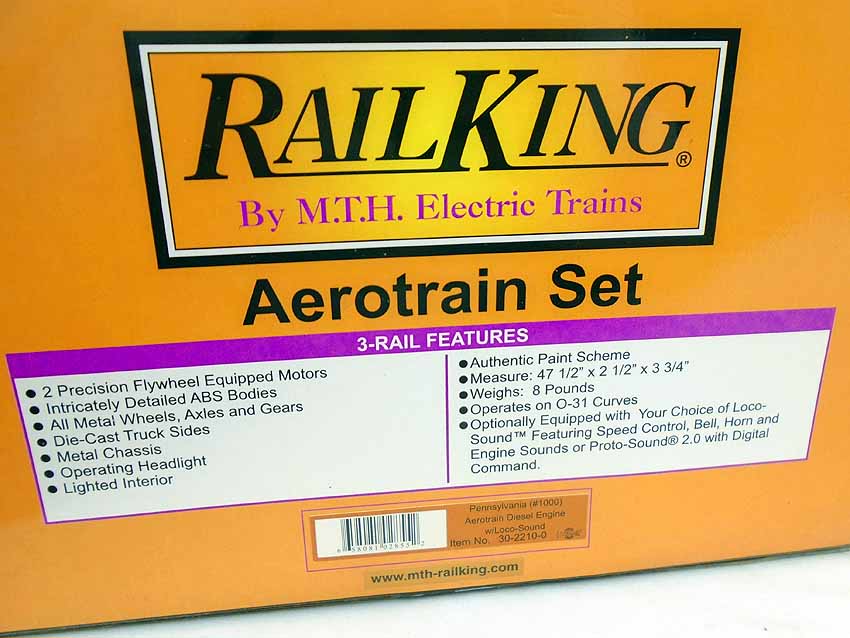 RAILKING®
By M.T.H. Electric Trains
Aerotrain Set
3-RAIL FEATURES
● 2 Precision Flywheel Equipped Motors
● Intricately Detailed ABS Bodies
● All Metal Wheels, Axles and Gears
● Die-Cast Truck Sides
● Metal Chassis
● Operating Headlight
● Lighted Interior
● Authentic Paint Scheme
● Measure: 47 1/2" x 2 1/2" x 3 3/4"
● Weighs: 8 Pounds
● Operates on O-31 Curves
● Optionally Equipped with Your Choice of Loco-
Sound™ Featuring Speed Control, Bell, Horn and
Engine Sounds or Proto-Sound® 2.0 with Digital
Command.
Pennsylvania (#1000)
Aerotrain Diesel Engine
w/Loco-Sound
Item No. 30-2210-0
www.mth-railking.com